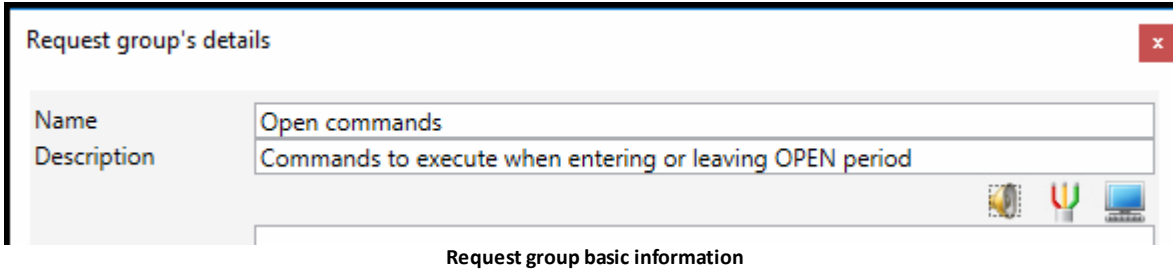 Request group's details
x
Name Open commands
Description Commands to execute when entering or leaving OPEN period
Request group basic information